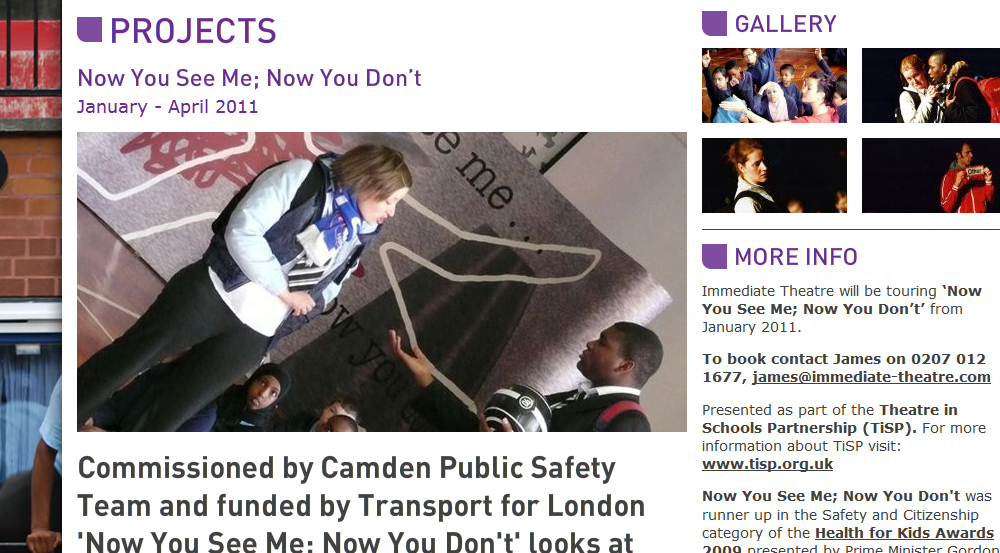 PROJECTS
Now You See Me; Now You Don’t
January - April 2011
e me...
ow you
Commissioned by Camden Public Safety
Team and funded by Transport for London
'Now You See Me; Now You Don't' looks at
GALLERY
MORE INFO
Immediate Theatre will be touring ‘Now
You See Me; Now You Don’t’ from
January 2011.
To book contact James on 0207 012
1677, james@immediate-theatre.com
Presented as part of the Theatre in
Schools Partnership (TiSP). For more
information about TiSP visit:
www.tisp.org.uk
Now You See Me; Now You Don't was
runner up in the Safety and Citizenship
category of the Health for Kids Awards
2009 presented by Prime Minister Gordon